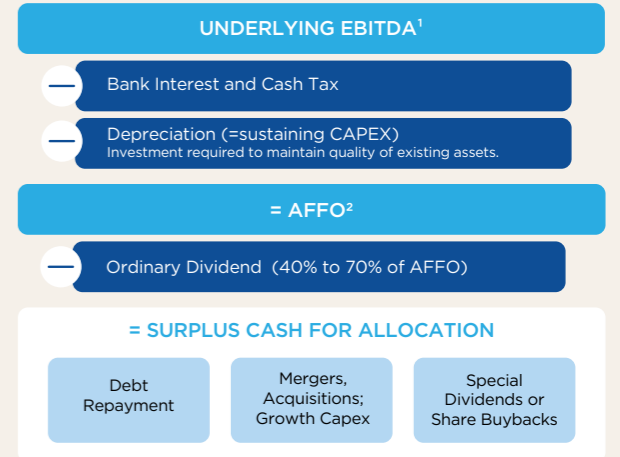 UNDERLYING EBITDA¹
— Bank Interest and Cash Tax
— Depreciation (=sustaining CAPEX)
Investment required to maintain quality of existing assets.
= AFFO²
— Ordinary Dividend (40% to 70% of AFFO)
= SURPLUS CASH FOR ALLOCATION
Debt
Repayment
Mergers,
Acquisitions;
Growth Capex
Special
Dividends or
Share Buybacks